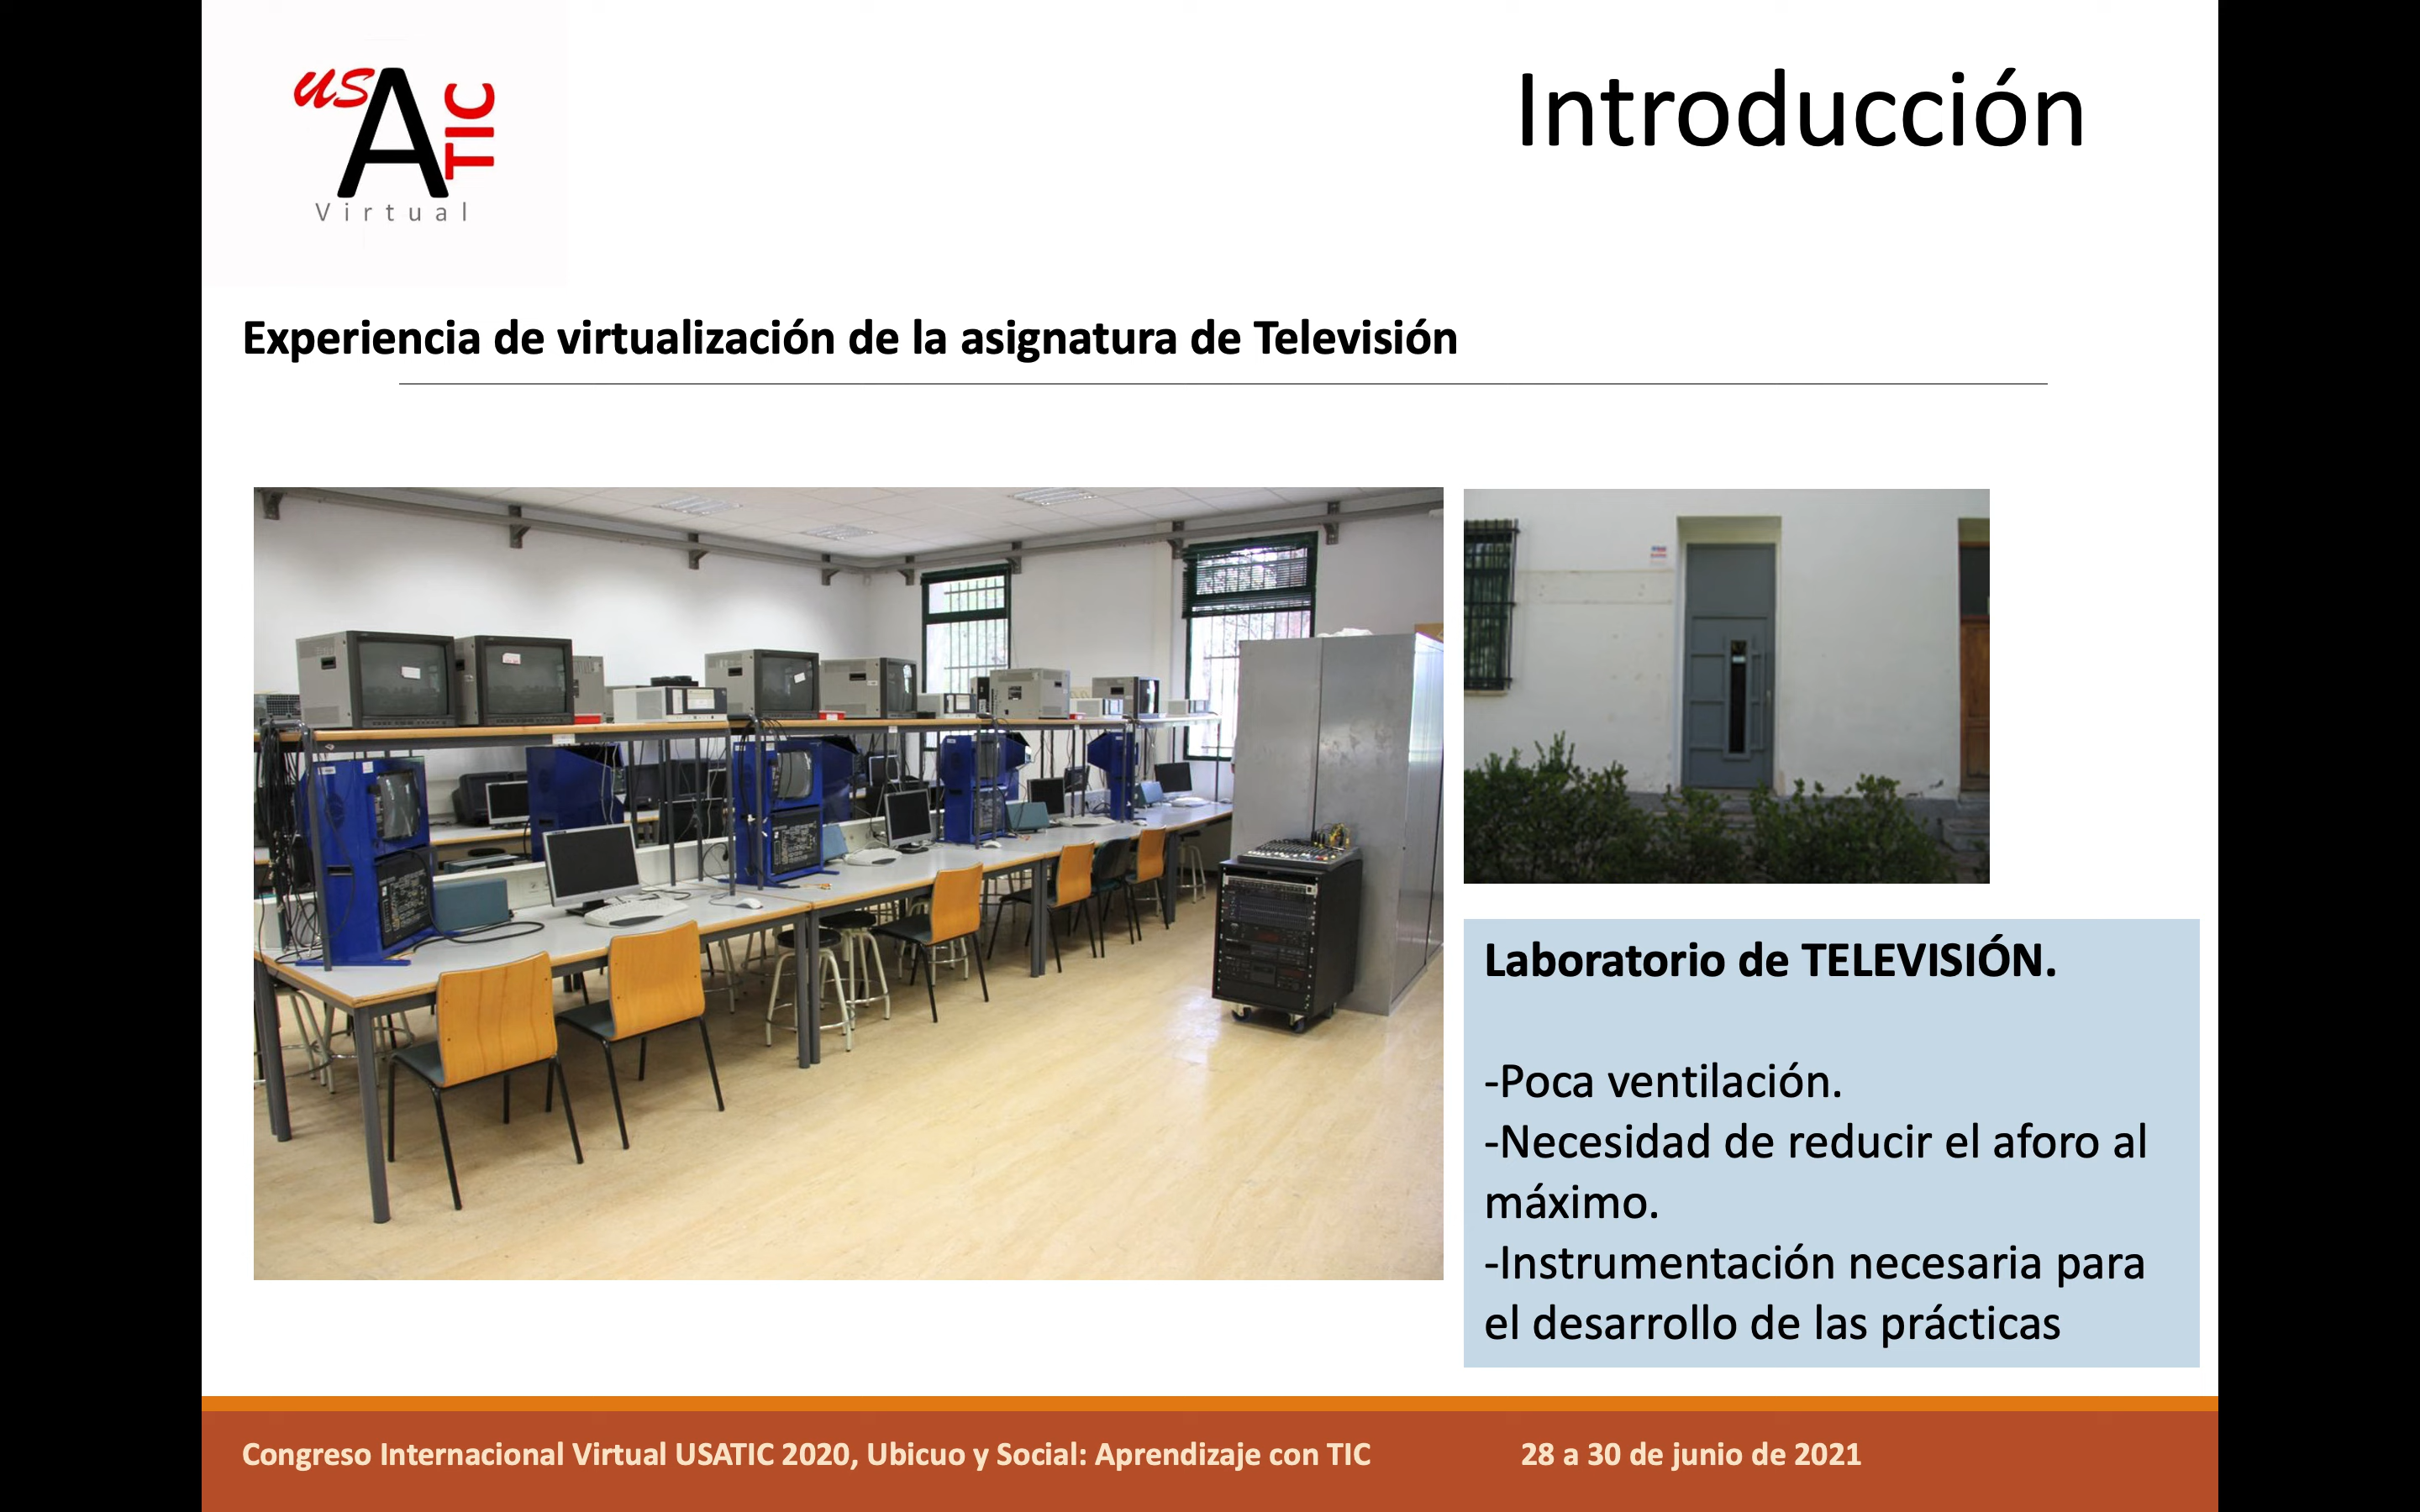 usATIC
Virtual
Introducción
Experiencia de virtualización de la asignatura de Televisión
Laboratorio de TELEVISIÓN.
-Poca ventilación.
-Necesidad de reducir el aforo al
máximo.
-Instrumentación necesaria para
el desarrollo de las prácticas
Congreso Internacional Virtual USATIC 2020, Ubicuo y Social: Aprendizaje con TIC
28 a 30 de junio de 2021